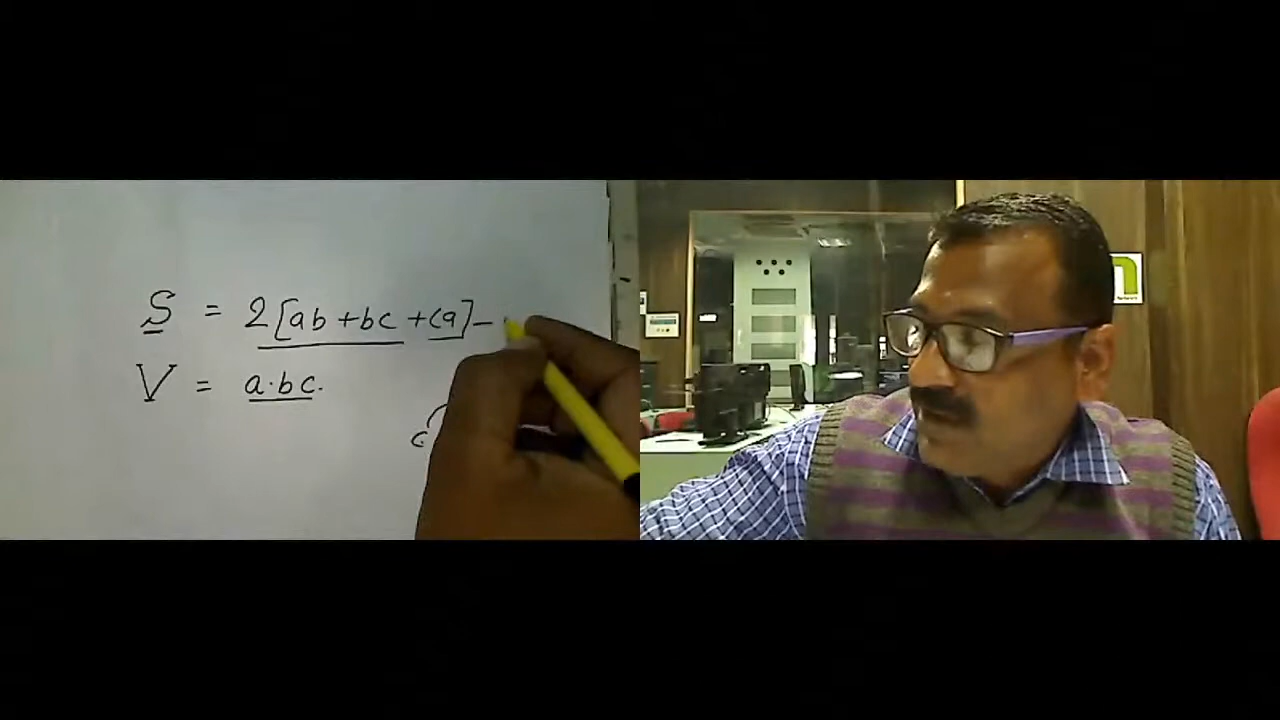 S = 2[ab+bc+ca]-
V = a.bc.
c
n